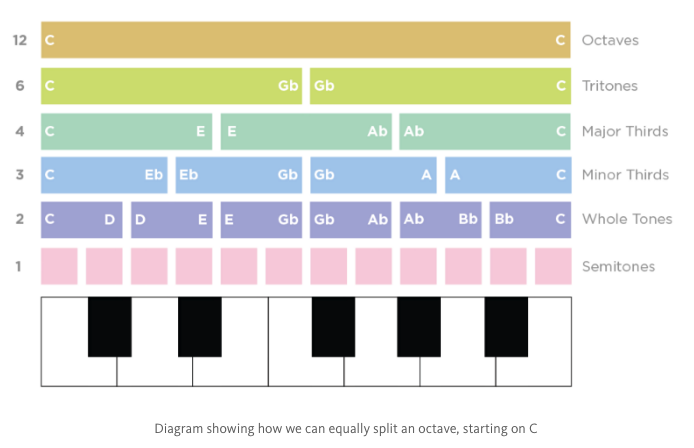 12 C C Octaves
6 C Gb Gb C Tritones
4 C E E Ab Ab C Major Thirds
3 C Eb Eb Gb Gb A A C Minor Thirds
2 C D D E E Gb Gb Ab Ab Bb Bb C Whole Tones
1 Semitones
Diagram showing how we can equally split an octave, starting on C